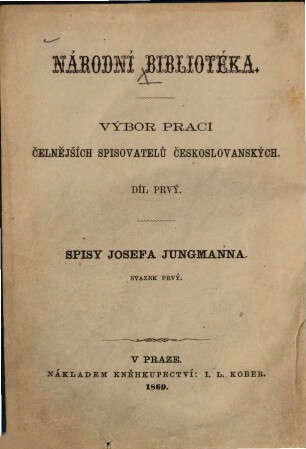 NÁRODNÍ BIBLIOTÉKA.
VÝBOR PRACÍ
ČELNĚJŠÍCH SPISOVATELŮ ČESKOSLOVANSKÝCH.
DÍL PRVÝ.
SPISY JOSEFA JUNGMANNA.
SVAZEK PRVÝ.
V PRAZE.
NÁKLADEM KNĚHKUPECTVÍ: I. L. KOBER.
1869.